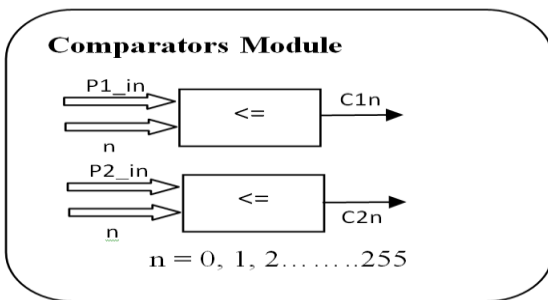 Comparators Module
P1_in
<=
C1n
n
P2_in
<=
C2n
n
n = 0, 1, 2........255